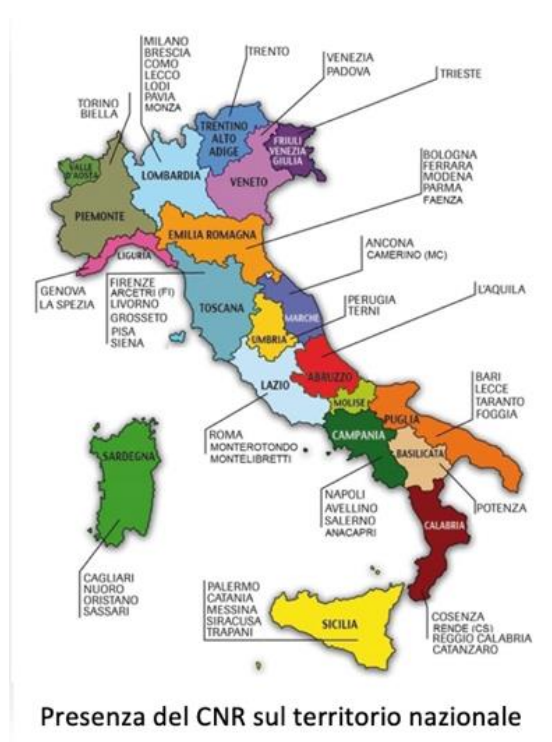 MILANO
BRESCIA
COMO
LECCO
LODI
PAVIA
MONZA
TRENTO
VENEZIA
PADOVA
TRIESTE
TORINO
BIELLA
BOLOGNA
FERRARA
MODENA
PARMA
FAENZA
TRENTINO
ALTO
ADIGE
FRIULI
VENEZIA
GIULIA
VALLE
D'AOSTA
LOMBARDIA
VENETO
PIEMONTE
EMILIA ROMAGNA
LIGURIA
ANCONA
CAMERINO (MC)
GENOVA
LA SPEZIA
FIRENZE
ARCETRI (FI)
LIVORNO
GROSSETO
PISA
SIENA
TOSCANA
MARCHE
PERUGIA
TERNI
L'AQUILA
UMBRIA
ABRUZZO
LAZIO
MOLISE
BARI
LECCE
TARANTO
FOGGIA
PUGLIA
CAMPANIA
BASILICATA
ROMA
MONTEROTONDO
MONTELIBRETTI
SARDEGNA
NAPOLI
AVELLINO
SALERNO
ANACAPRI
POTENZA
CALABRIA
CAGLIARI
NUORO
ORISTANO
SASSARI
PALERMO
CATANIA
MESSINA
SIRACUSA
TRAPANI
SICILIA
COSENZA
RENDE (CS)
REGGIO CALABRIA
CATANZARO
Presenza del CNR sul territorio nazionale